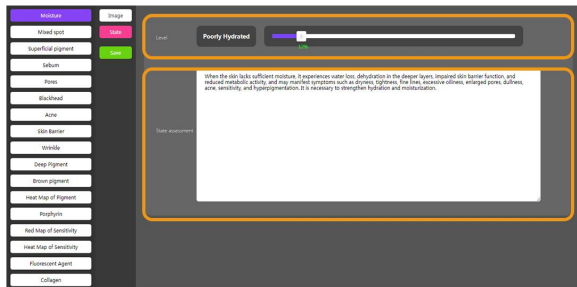 Moisture
Mixed spot
Superficial pigment
Sebum
Pores
Blackhead
Acne
Skin Barrier
Wrinkle
Deep Pigment
Brown pigment
Heat Map of Pigment
Porphyrin
Red Map of Sensitivity
Heat Map of Sensitivity
Fluorescent Agent
Collagen
Image
State
Save
Level
Poorly Hydrated
12%
State assessment
When the skin lacks sufficient moisture, it experiences water loss, dehydration in the deeper layers, impaired skin barrier function, and
reduced metabolic activity, and may manifest symptoms such as dryness, tightness, fine lines, excessive oiliness, enlarged pores, dullness,
acne, sensitivity, and hyperpigmentation. It is necessary to strengthen hydration and moisturization.